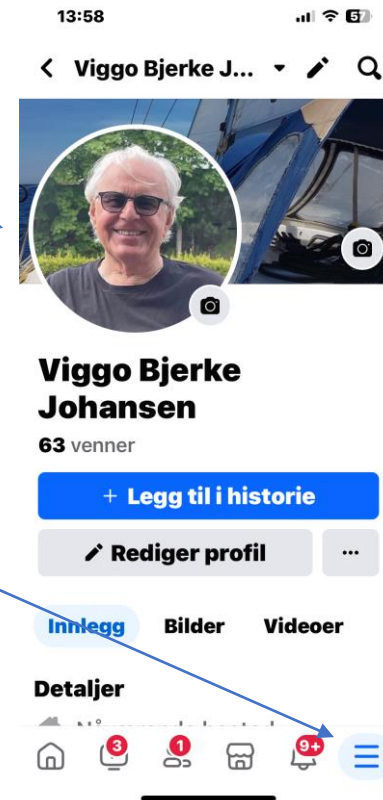 13:58
57
Viggo Bjerke J...
Viggo Bjerke
Johansen
63 venner
+ Legg til i historie
Rediger profil
Innlegg Bilder Videoer
Detaljer
3 1 9+